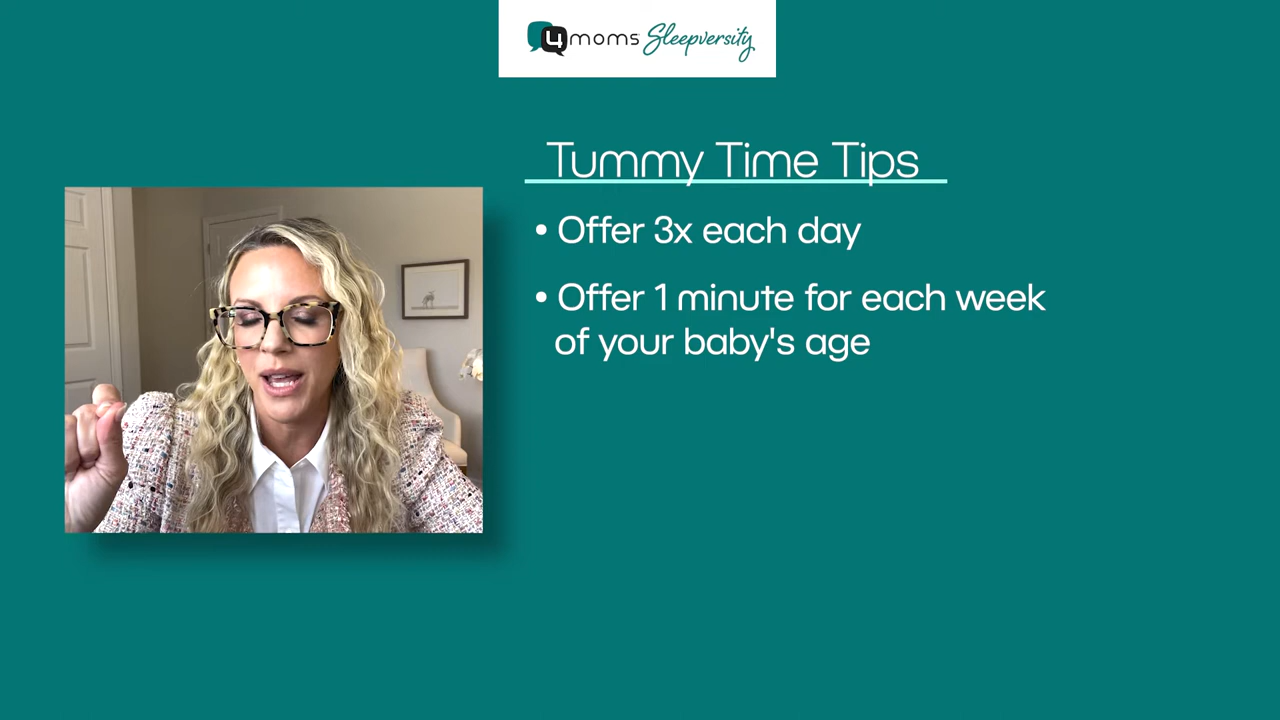 4moms Sleepversity
Tummy Time Tips
• Offer 3x each day
• Offer 1 minute for each week
of your baby's age